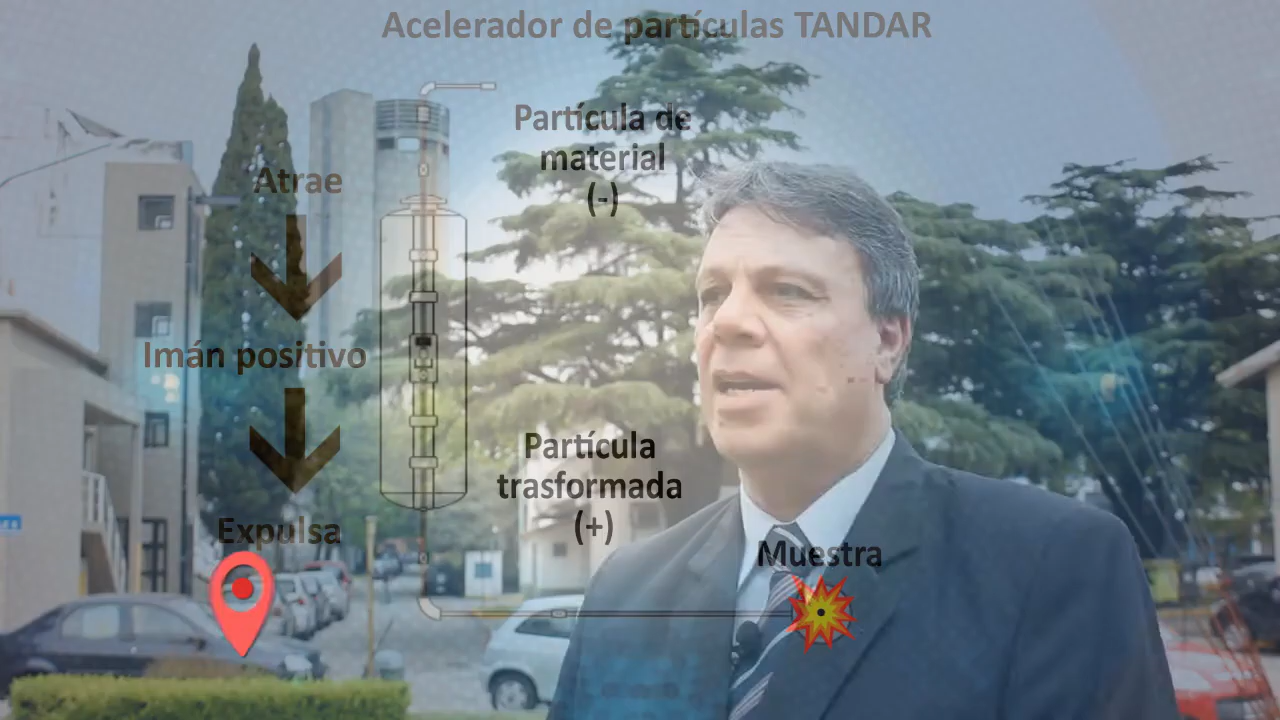 Acelerador de partículas TANDAR
Partícula de
material
(-)
Atrae
Imán positivo
Partícula
trasformada
(+)
Expulsa
Muestra